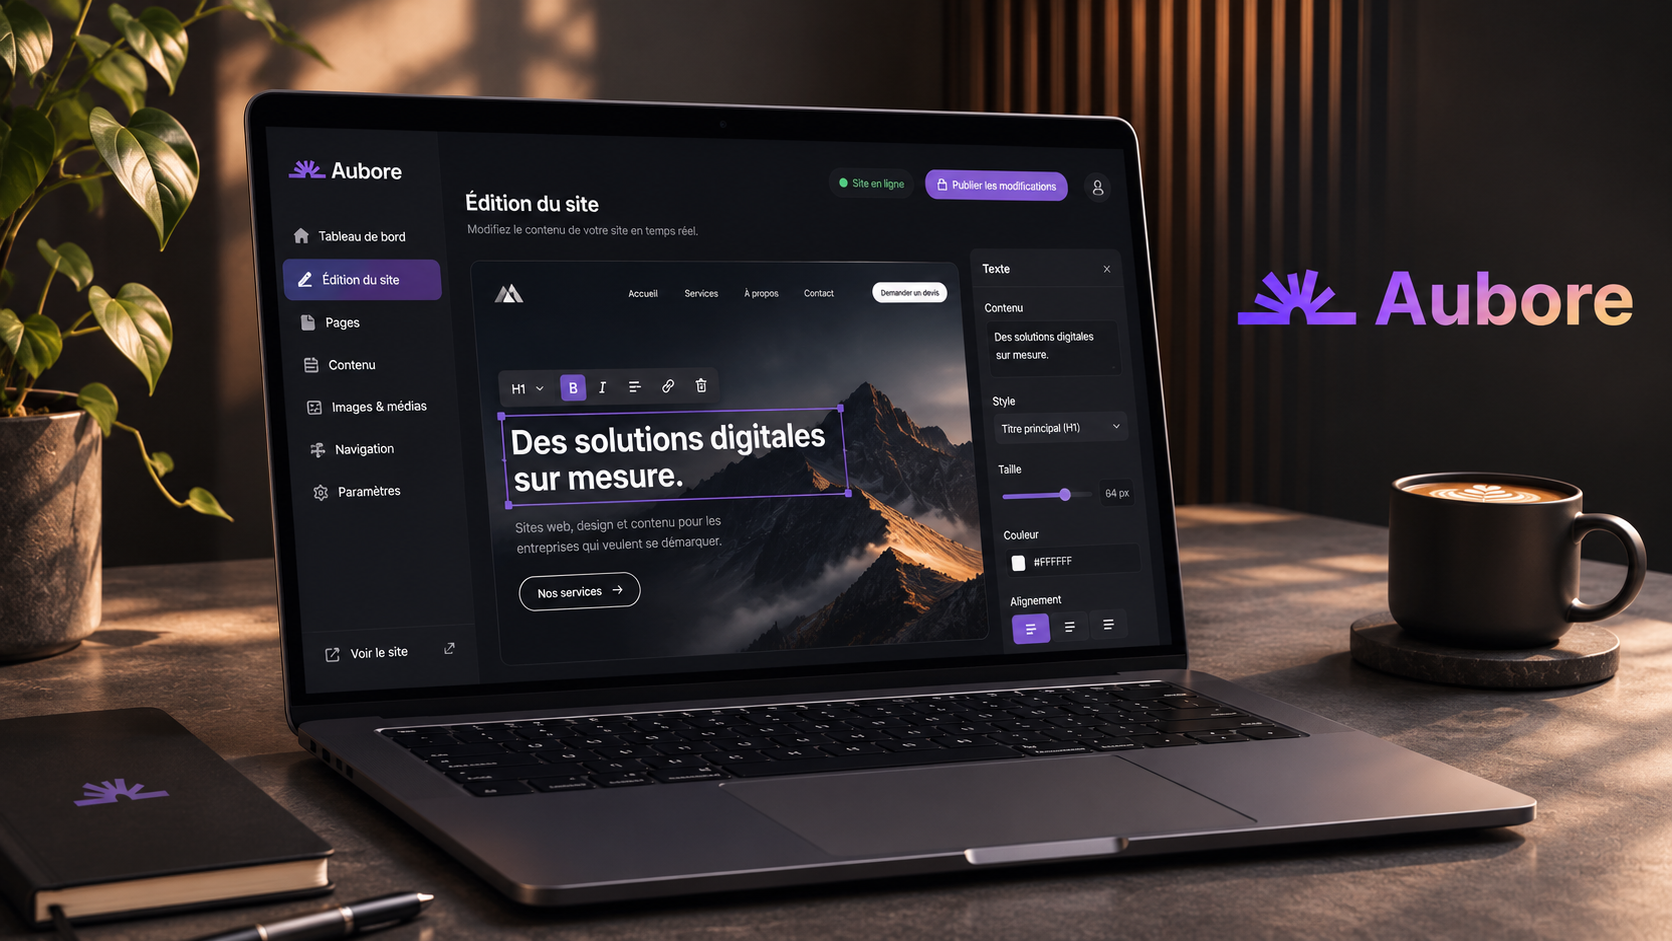 Aubore
Tableau de bord
Édition du site
Pages
Contenu
Images & médias
Navigation
Paramètres
Voir le site
Édition du site
Modifiez le contenu de votre site en temps réel.
Site en ligne
Publier les modifications
Accueil
Services
À propos
Contact
Demander un devis
H1
B
I
Des solutions digitales
sur mesure.
Sites web, design et contenu pour les
entreprises qui veulent se démarquer.
Nos services
Texte
Contenu
Des solutions digitales
sur mesure.
Style
Titre principal (H1)
Taille
64 px
Couleur
#FFFFFF
Alignement
Aubore